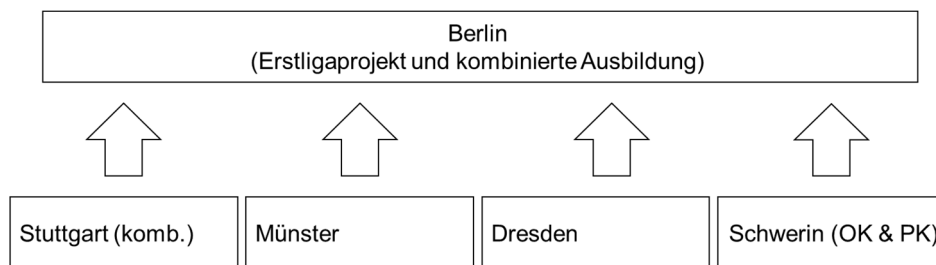 Berlin
(Erstligaprojekt und kombinierte Ausbildung)
Stuttgart (komb.)
Münster
Dresden
Schwerin (OK & PK)